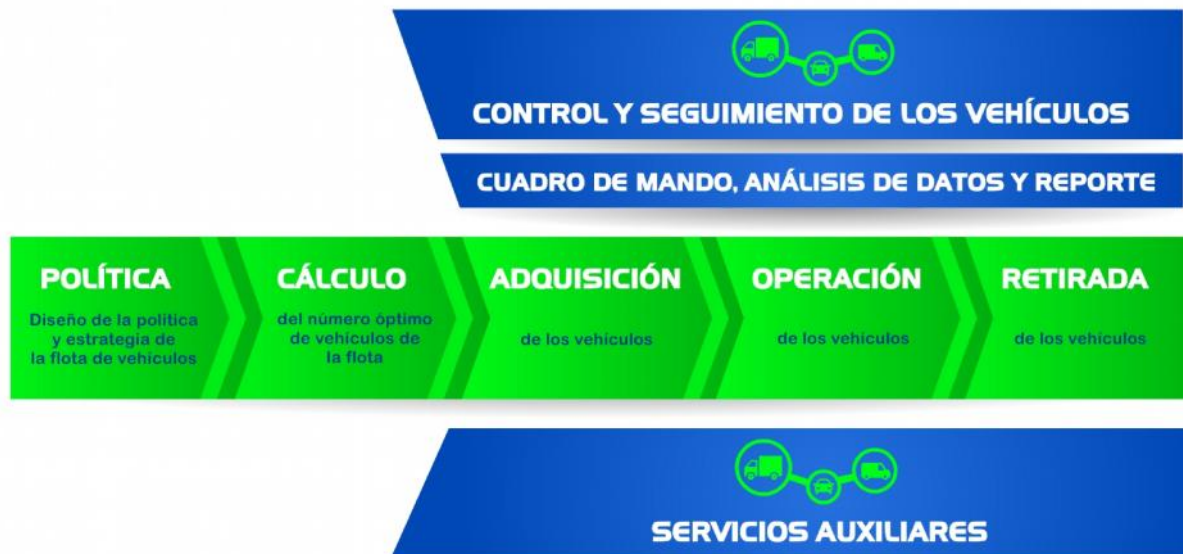 CONTROL Y SEGUIMIENTO DE LOS VEHÍCULOS
CUADRO DE MANDO, ANÁLISIS DE DATOS Y REPORTE
POLÍTICA
Diseño de la política
y estrategia de
la flota de vehículos
CÁLCULO
del número óptimo
de vehículos de
la flota
ADQUISICIÓN
de los vehículos
OPERACIÓN
de los vehículos
RETIRADA
de los vehículos
SERVICIOS AUXILIARES